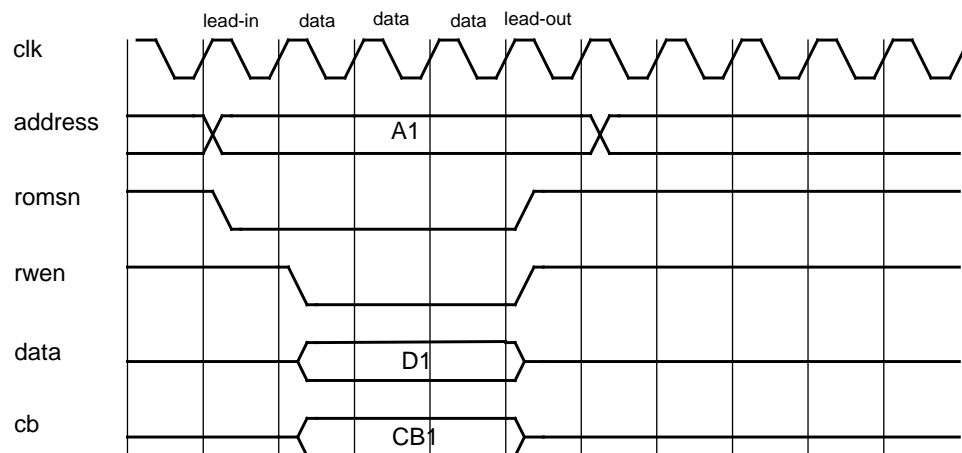 lead-in data data data lead-out
clk
address A1
romsn
rwen
data D1
cb CB1